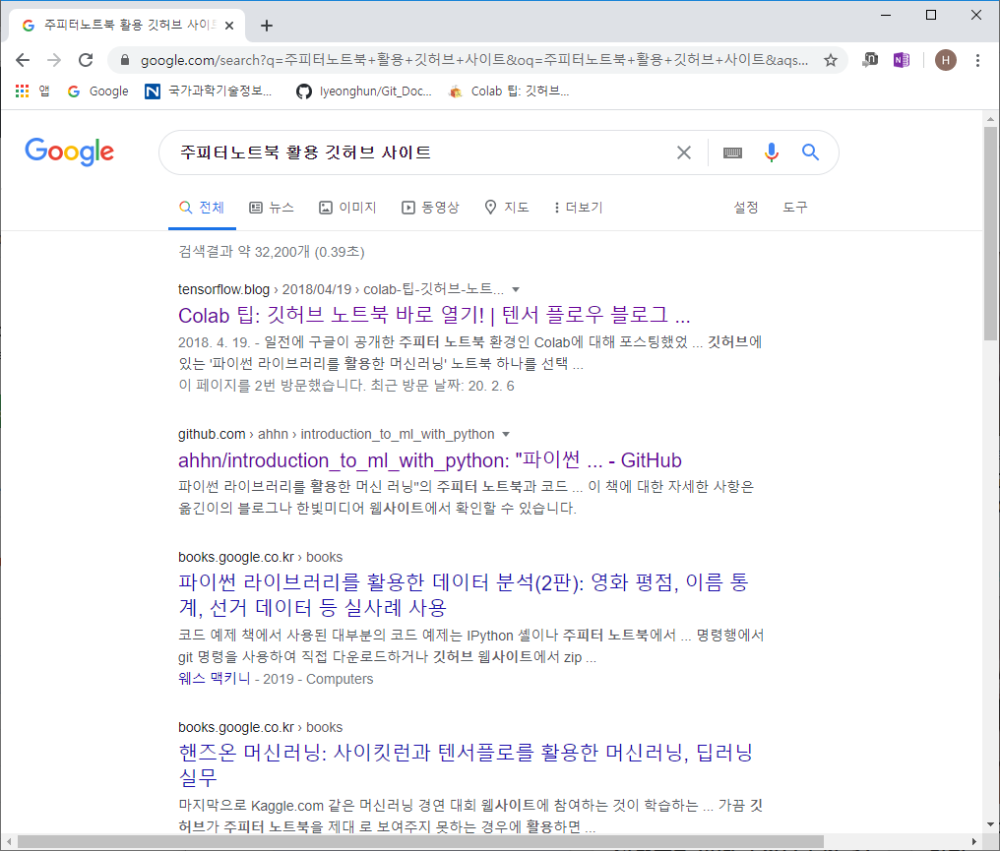 주피터노트북 활용 깃허브 사이트
google.com/search?q=주피터노트북+활용+깃허브+사이트&oq=주피터노트북+활용+깃허브+사이트&aqs...
H
앱
Google
국가과학기술정보...
Iyeonghun/Git_Doc...
Colab 팁: 깃허브...
Google
주피터노트북 활용 깃허브 사이트
전체 뉴스 이미지 동영상 지도 더보기 설정 도구
검색결과 약 32,200개 (0.39초)
tensorflow.blog › 2018/04/19 › colab-팁-깃허브-노트...
Colab 팁: 깃허브 노트북 바로 열기! | 텐서 플로우 블로그 ...
2018. 4. 19. - 일전에 구글이 공개한 주피터 노트북 환경인 Colab에 대해 포스팅했었 ... 깃허브에
있는 '파이썬 라이브러리를 활용한 머신러닝' 노트북 하나를 선택 ...
이 페이지를 2번 방문했습니다. 최근 방문 날짜: 20. 2. 6
github.com › ahhn › introduction_to_ml_with_python
ahhn/introduction_to_ml_with_python: "파이썬 ... - GitHub
파이썬 라이브러리를 활용한 머신 러닝"의 주피터 노트북과 코드 ... 이 책에 대한 자세한 사항은
옮긴이의 블로그나 한빛미디어 웹사이트에서 확인할 수 있습니다.
books.google.co.kr › books
파이썬 라이브러리를 활용한 데이터 분석(2판): 영화 평점, 이름 통
계, 선거 데이터 등 실사례 사용
코드 예제 책에서 사용된 대부분의 코드 예제는 IPython 셸이나 주피터 노트북에서 ... 명령행에서
git 명령을 사용하여 직접 다운로드하거나 깃허브 웹사이트에서 zip ...
웨스 맥키니 - 2019 - Computers
books.google.co.kr › books
핸즈온 머신러닝: 사이킷런과 텐서플로를 활용한 머신러닝, 딥러닝
실무
마지막으로 Kaggle.com 같은 머신러닝 경연 대회 웹사이트에 참여하는 것이 학습하는 ... 가끔 깃
허브가 주피터 노트북을 제대 로 보여주지 못하는 경우에 활용하면 ...